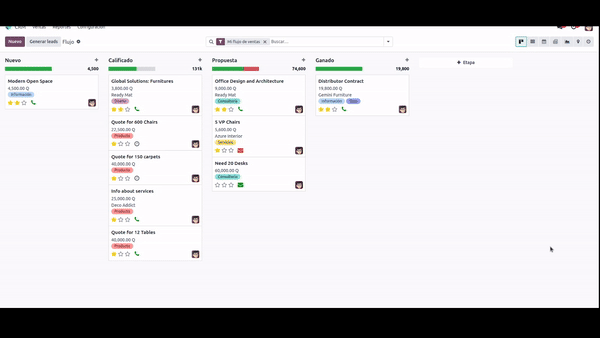 CRM Ventas Reportes Configuración
Nuevo Generar leads Flujo
Mi flujo de ventas × Buscar...
Nuevo +
4,500
Modern Open Space
4,500.00 Q
Información
Calificado +
131k
Global Solutions: Furnitures
3,800.00 Q
Ready Mat
Diseño
Quote for 600 Chairs
22,500.00 Q
Producto
Quote for 150 carpets
40,000.00 Q
Producto
Info about services
25,000.00 Q
Deco Addict
Producto
Quote for 12 Tables
40,000.00 Q
Producto
Propuesta +
74,600
Office Design and Architecture
9,000.00 Q
Ready Mat
Consultoría
5 VP Chairs
5,600.00 Q
Azure Interior
Servicios
Need 20 Desks
60,000.00 Q
Consultoría
Ganado +
19,800
Distributor Contract
19,800.00 Q
Gemini Furniture
Información
+ Etapa